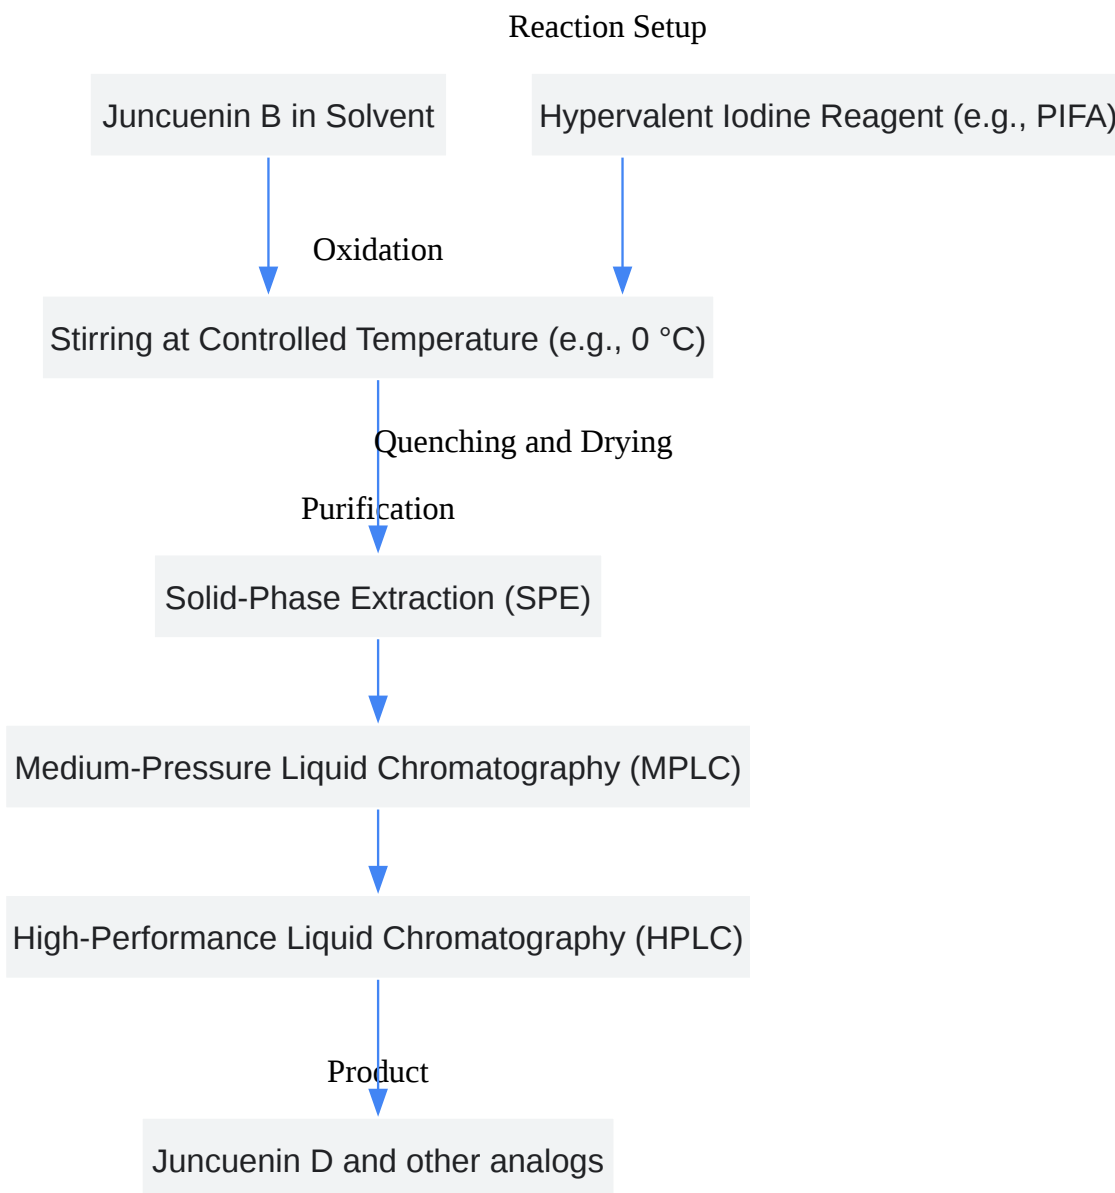 Reaction Setup
Juncuenin B in Solvent
Hypervalent Iodine Reagent (e.g., PIFA)
Oxidation
Stirring at Controlled Temperature (e.g., 0 °C)
Quenching and Drying
Purification
Solid-Phase Extraction (SPE)
Medium-Pressure Liquid Chromatography (MPLC)
High-Performance Liquid Chromatography (HPLC)
Product
Juncuenin D and other analogs